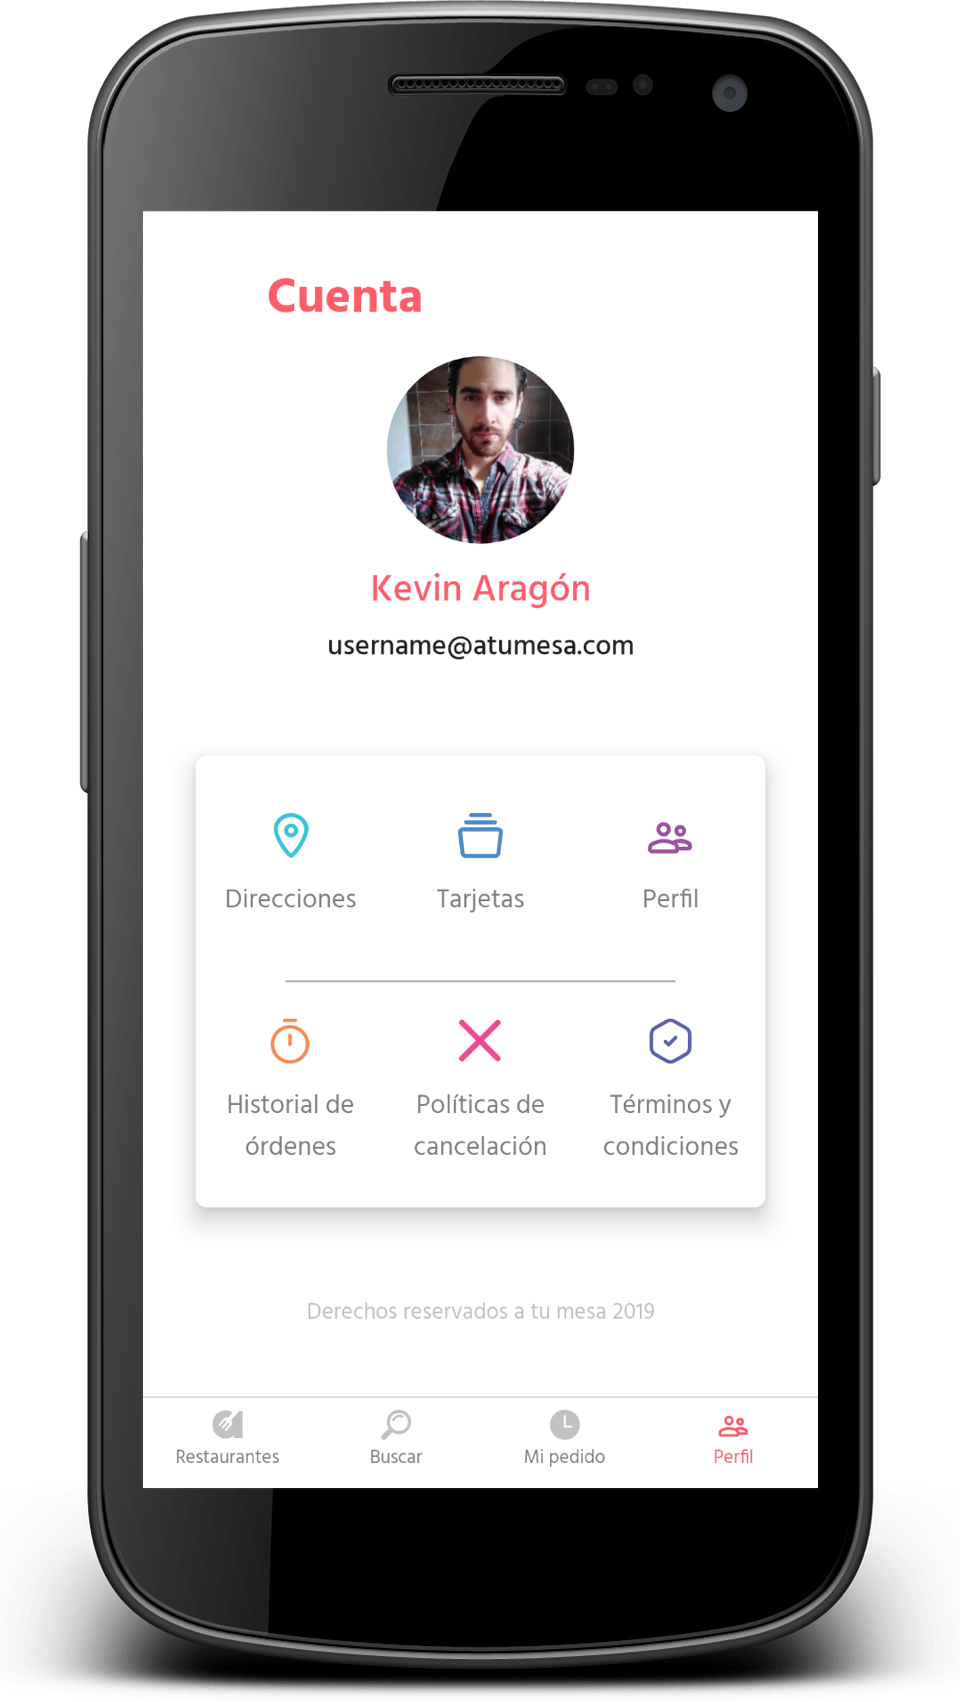 Cuenta
Kevin Aragón
username@atumesa.com
Direcciones Tarjetas Perfil
Historial de órdenes Políticas de cancelación Términos y condiciones
Derechos reservados a tu mesa 2019
Restaurantes Buscar Mi pedido Perfil